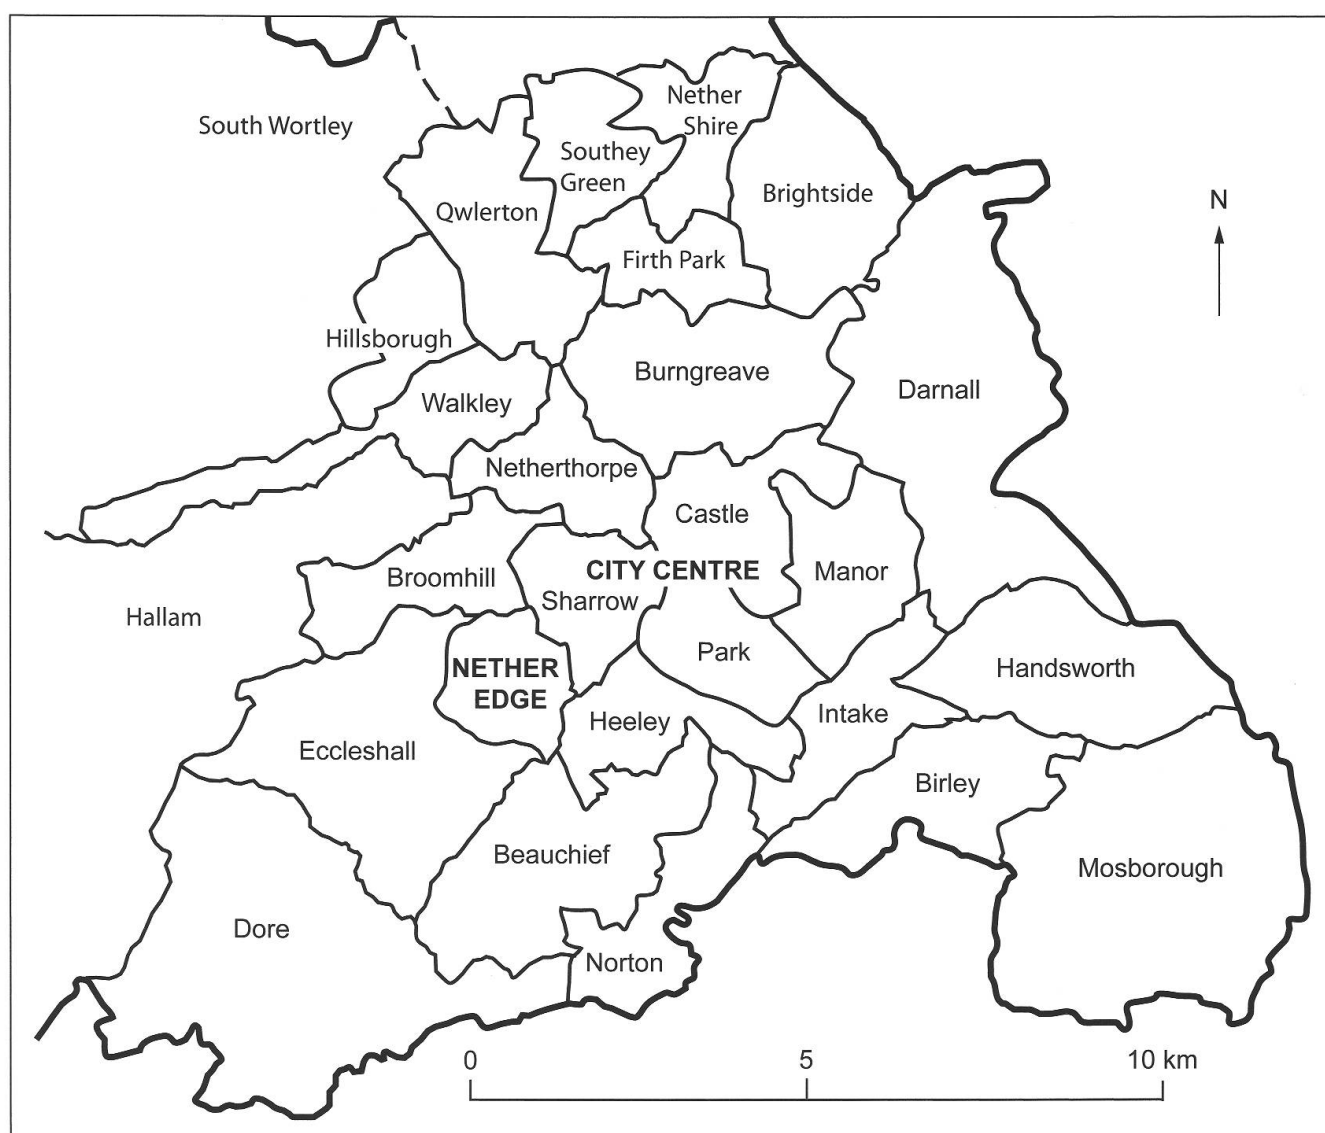 Nether
Shire
South Wortley
Southey
Green
Brightside
Qwlerton
N
Firth Park
Hillsborugh
Burngreave
Darnall
Walkley
Netherthorpe
Castle
CITY CENTRE
Manor
Broomhill
Sharrow
Hallam
Park
NETHER
EDGE
Handsworth
Heeley
Intake
Eccleshall
Birley
Beauchief
Mosborough
Dore
Norton
0 5 10 km